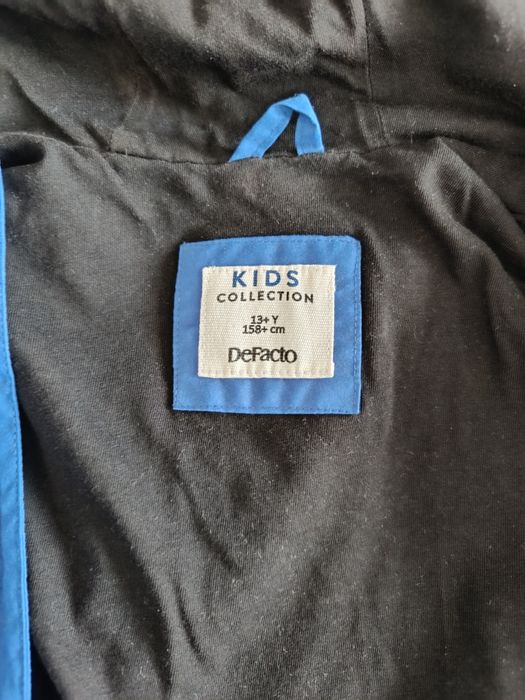 KIDS
COLLECTION
13+ Y
158+ cm
DeFacto